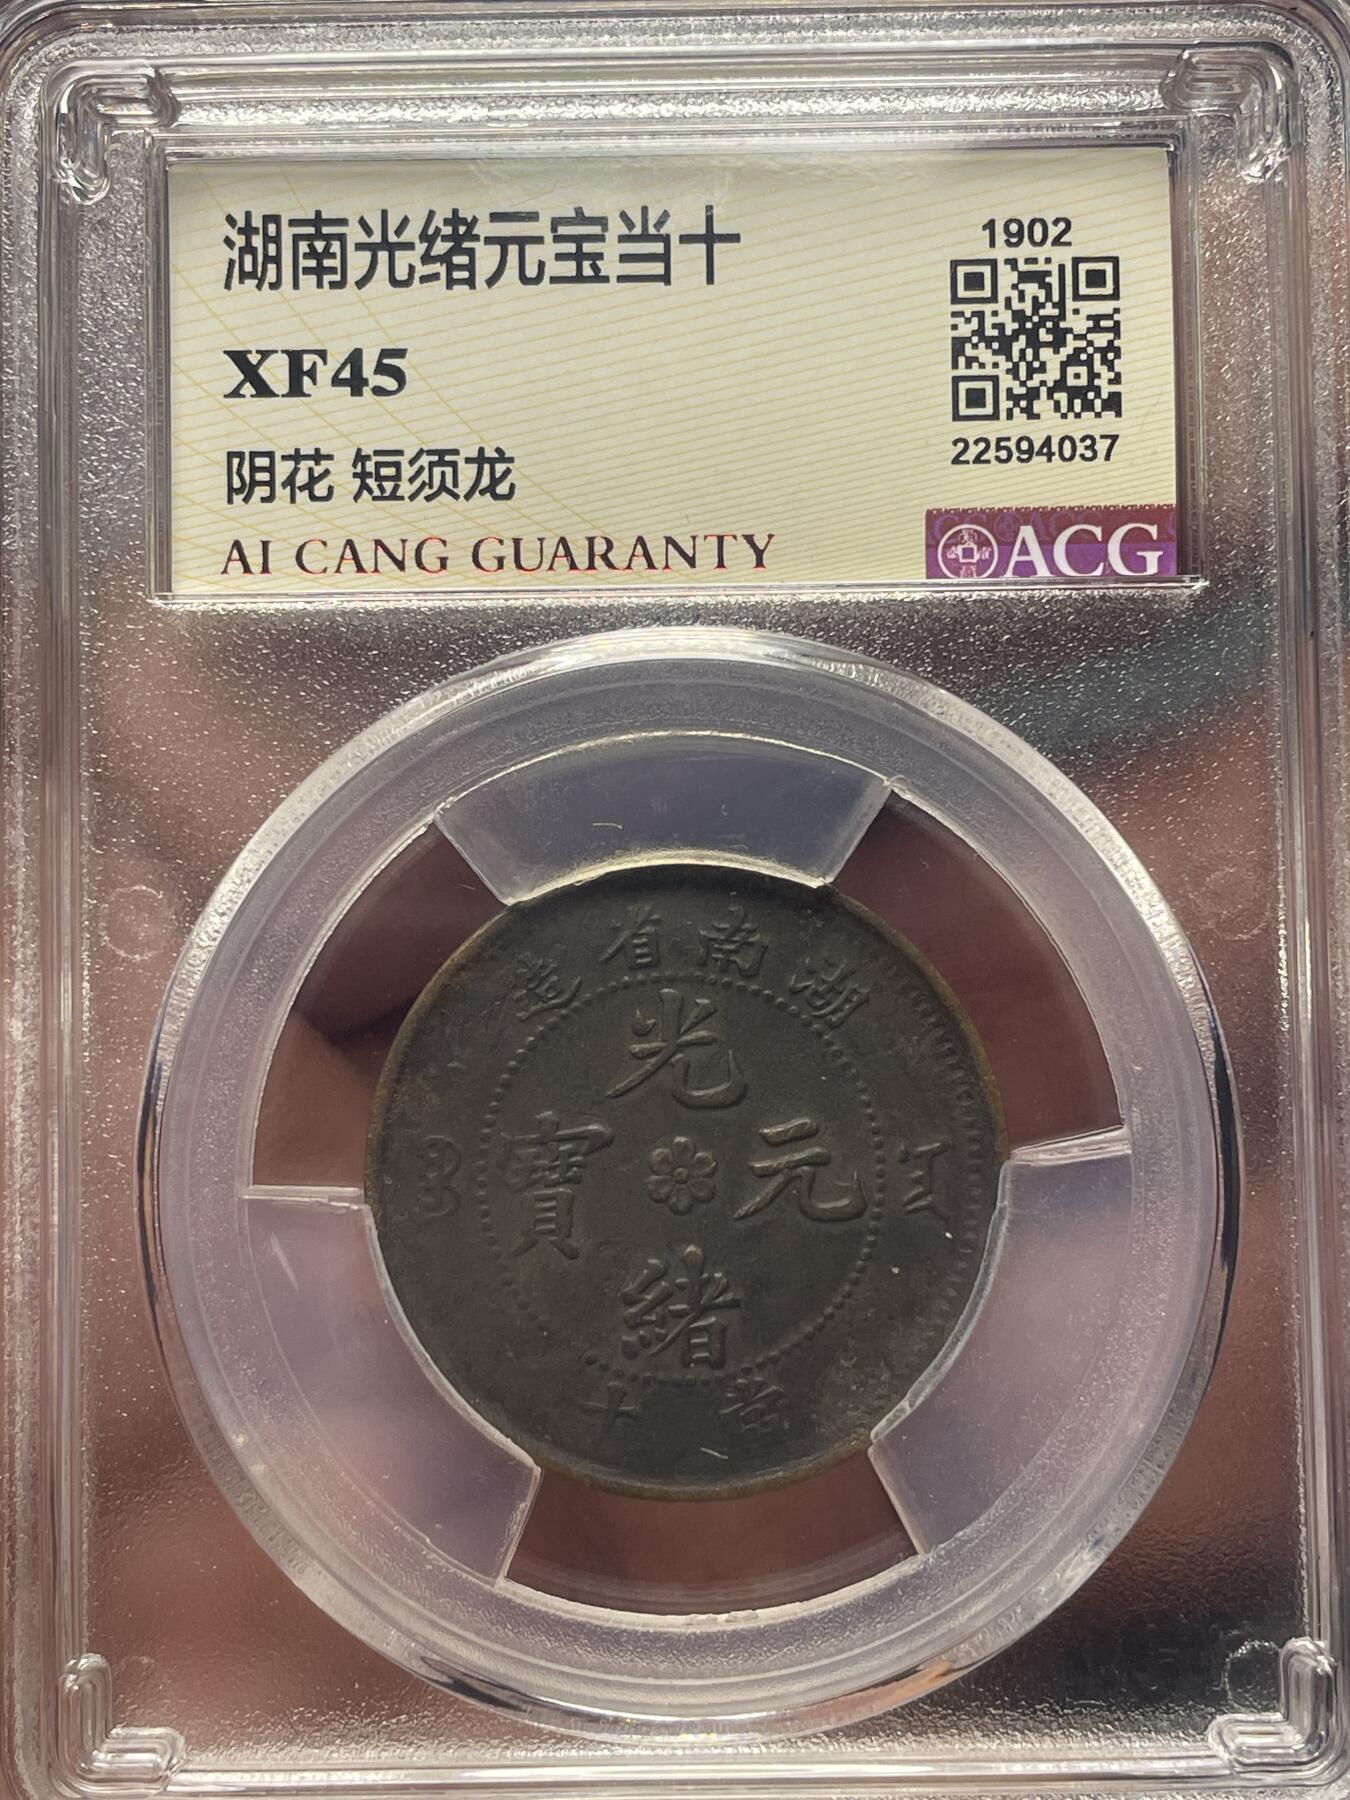 湖南光绪元宝当十
1902
XF45
22594037
阴花 短须龙
AI CANG GUARANTY
ACG
湖南省造
光緒元寶
當十